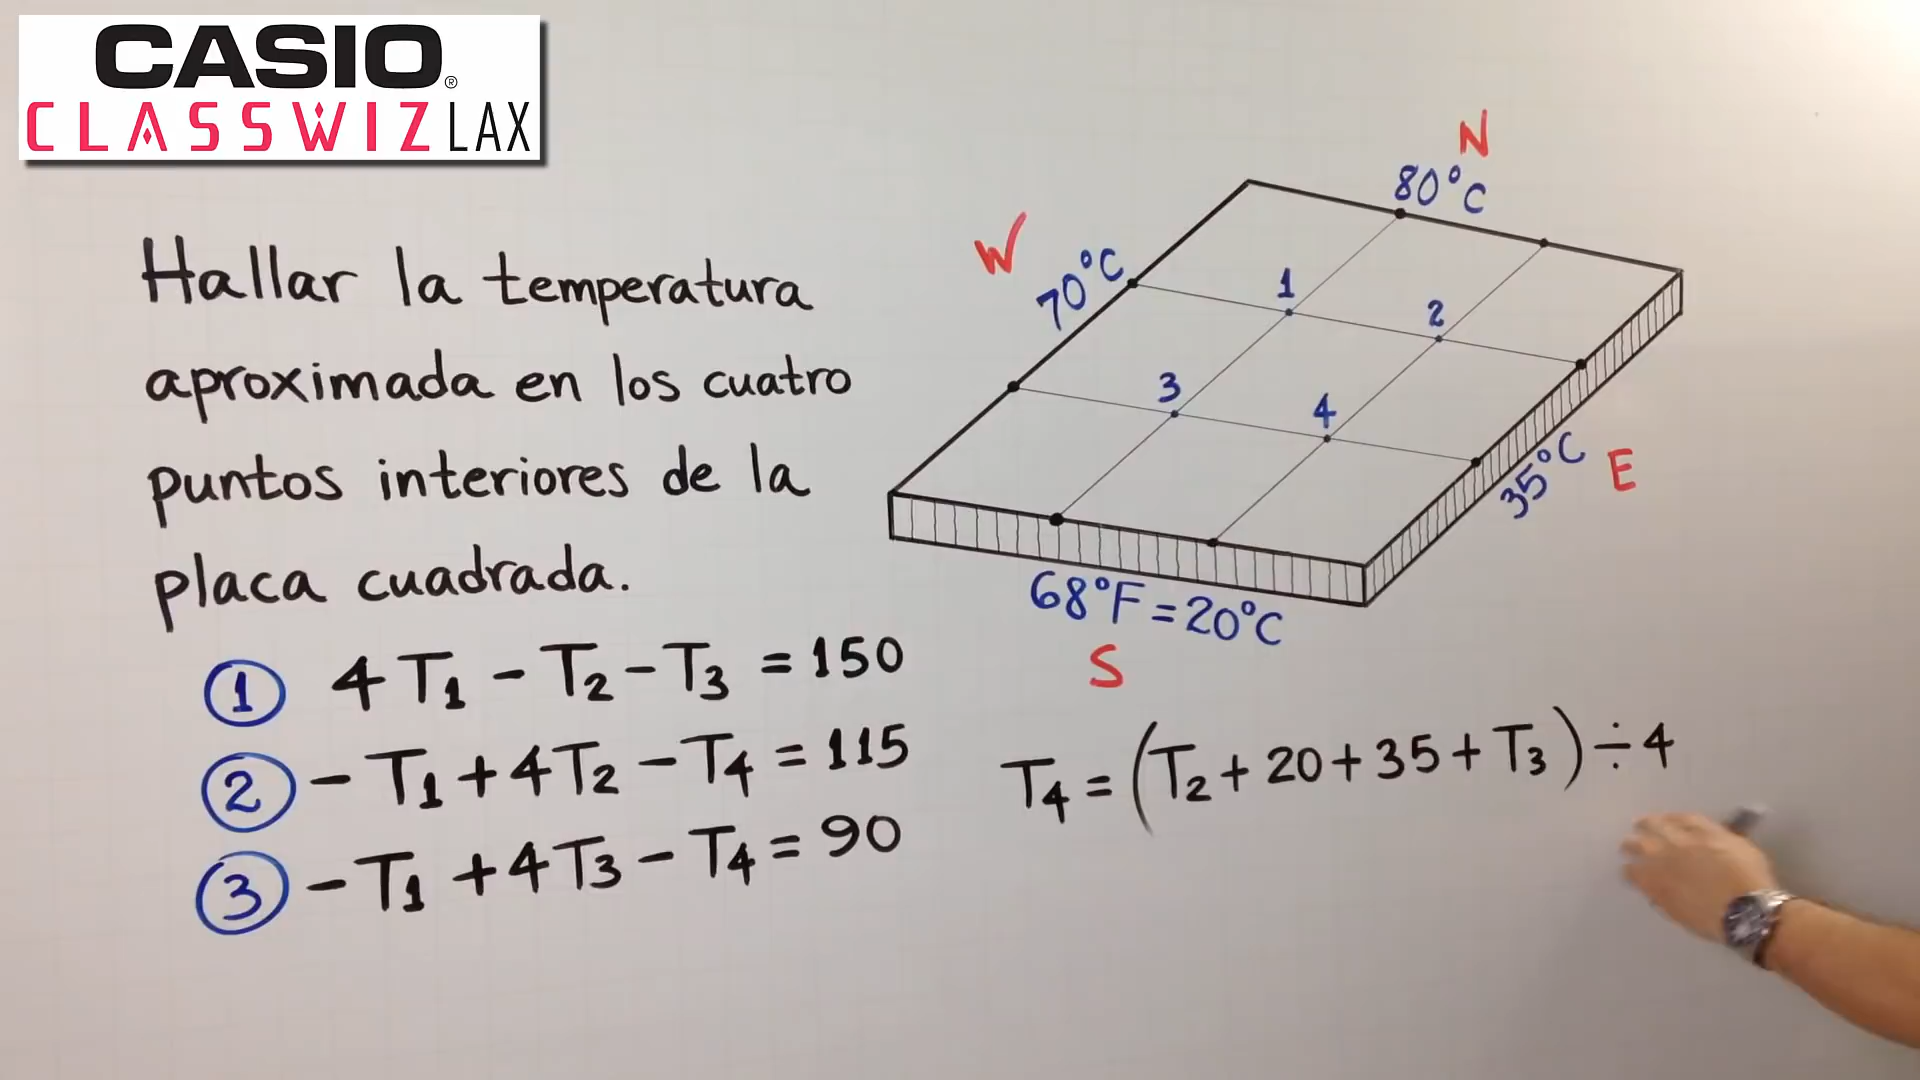 CASIO®
CLASSWIZ LAX
Hallar la temperatura
aproximada en los cuatro
puntos interiores de la
placa cuadrada.
① 4T₁ - T₂ - T₃ = 150
② -T₁ + 4T₂ - T₄ = 115
③ -T₁ + 4T₃ - T₄ = 90
N
80°C
W
70°C
1
2
3
4
35°C
E
68°F = 20°C
S
T₄ = (T₂ + 20 + 35 + T₃) ÷ 4